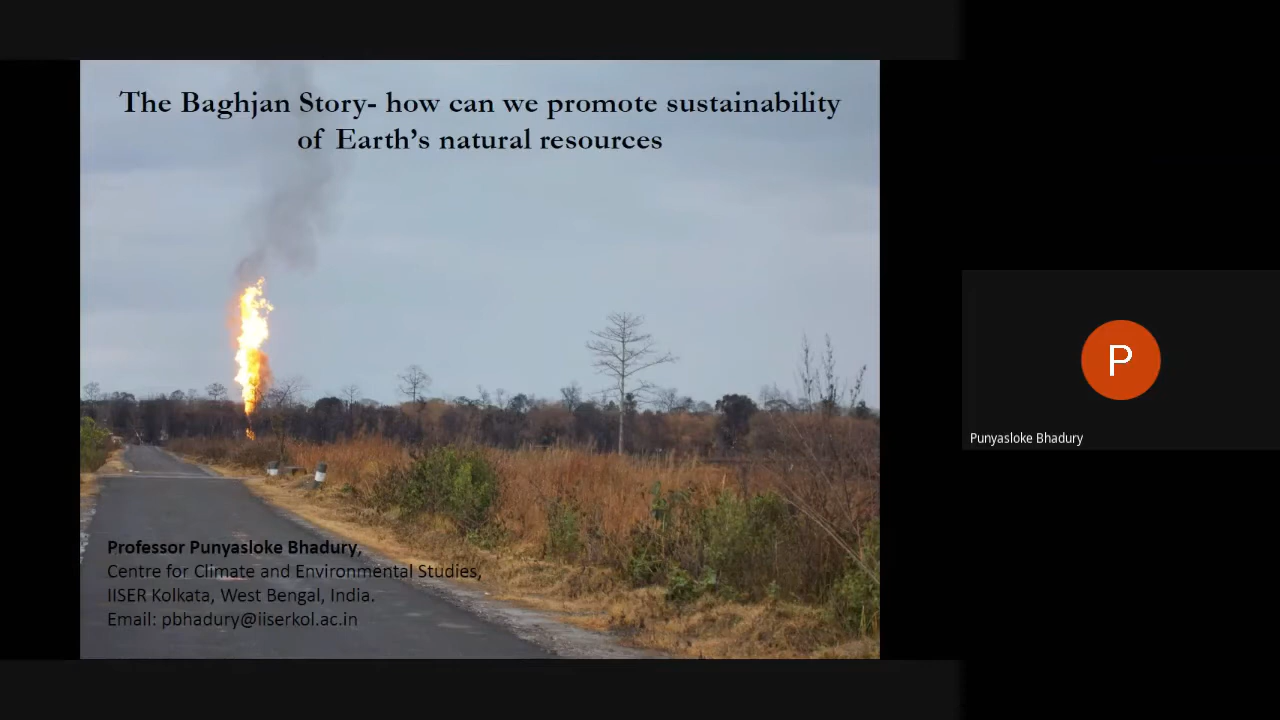 The Baghjan Story- how can we promote sustainability
of Earth’s natural resources
Professor Punyasloke Bhadury,
Centre for Climate and Environmental Studies,
IISER Kolkata, West Bengal, India.
Email: pbhadury@iiserkol.ac.in
P
Punyasloke Bhadury